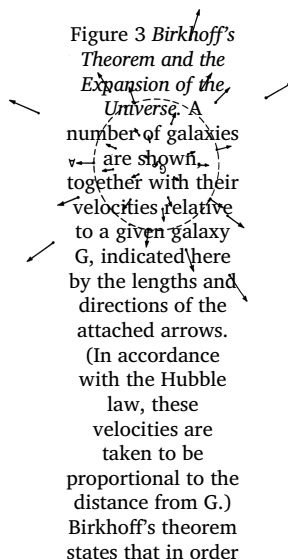 Figure 3 Birkhoff’s
Theorem and the
Expansion of the
Universe. A
number of galaxies
are shown,
together with their
velocities relative
to a given galaxy
G, indicated here
by the lengths and
directions of the
attached arrows.
(In accordance
with the Hubble
law, these
velocities are
taken to be
proportional to the
distance from G.)
Birkhoff’s theorem
states that in order
A
G